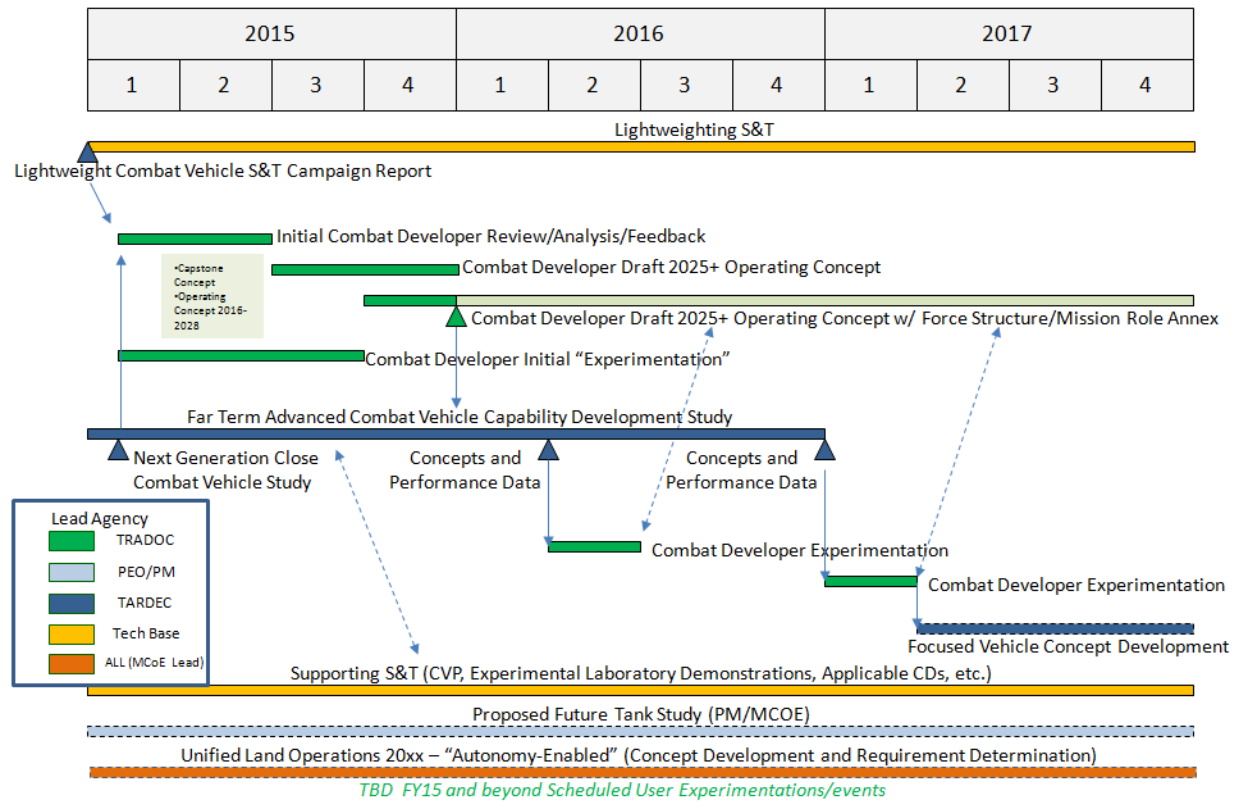 2015 2016 2017
1 2 3 4 1 2 3 4 1 2 3 4
Lightweighting S&T
Lightweight Combat Vehicle S&T Campaign Report
Initial Combat Developer Review/Analysis/Feedback
•Capstone
Concept
•Operating
Concept 2016-
2028
Combat Developer Draft 2025+ Operating Concept
Combat Developer Draft 2025+ Operating Concept w/ Force Structure/Mission Role Annex
Combat Developer Initial “Experimentation”
Far Term Advanced Combat Vehicle Capability Development Study
Next Generation Close
Combat Vehicle Study
Concepts and
Performance Data
Concepts and
Performance Data
Lead Agency
TRADOC
PEO/PM
TARDEC
Tech Base
ALL (MCoE Lead)
Combat Developer Experimentation
Combat Developer Experimentation
Focused Vehicle Concept Development
Supporting S&T (CVP, Experimental Laboratory Demonstrations, Applicable CDs, etc.)
Proposed Future Tank Study (PM/MCOE)
Unified Land Operations 20xx – “Autonomy-Enabled” (Concept Development and Requirement Determination)
TBD FY15 and beyond Scheduled User Experimentations/events